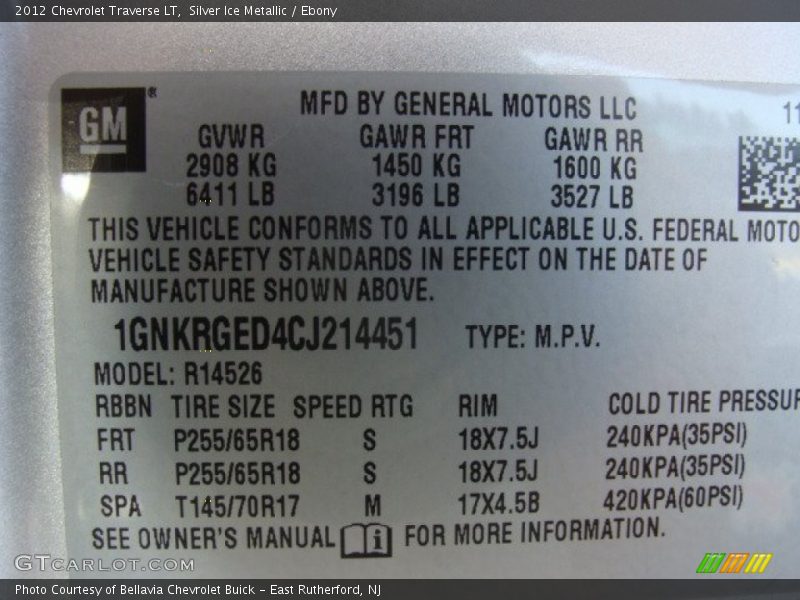 2012 Chevrolet Traverse LT, Silver Ice Metallic / Ebony
GM ®
MFD BY GENERAL MOTORS LLC 11
GVWR GAWR FRT GAWR RR
2908 KG 1450 KG 1600 KG
6411 LB 3196 LB 3527 LB
THIS VEHICLE CONFORMS TO ALL APPLICABLE U.S. FEDERAL MOTO
VEHICLE SAFETY STANDARDS IN EFFECT ON THE DATE OF
MANUFACTURE SHOWN ABOVE.
1GNKRGED4CJ214451 TYPE: M.P.V.
MODEL: R14526
RBBN TIRE SIZE SPEED RTG RIM COLD TIRE PRESSUR
FRT P255/65R18 S 18X7.5J 240KPA(35PSI)
RR P255/65R18 S 18X7.5J 240KPA(35PSI)
SPA T145/70R17 M 17X4.5B 420KPA(60PSI)
SEE OWNER'S MANUAL i FOR MORE INFORMATION.
GTCARLOT.COM
Photo Courtesy of Bellavia Chevrolet Buick – East Rutherford, NJ